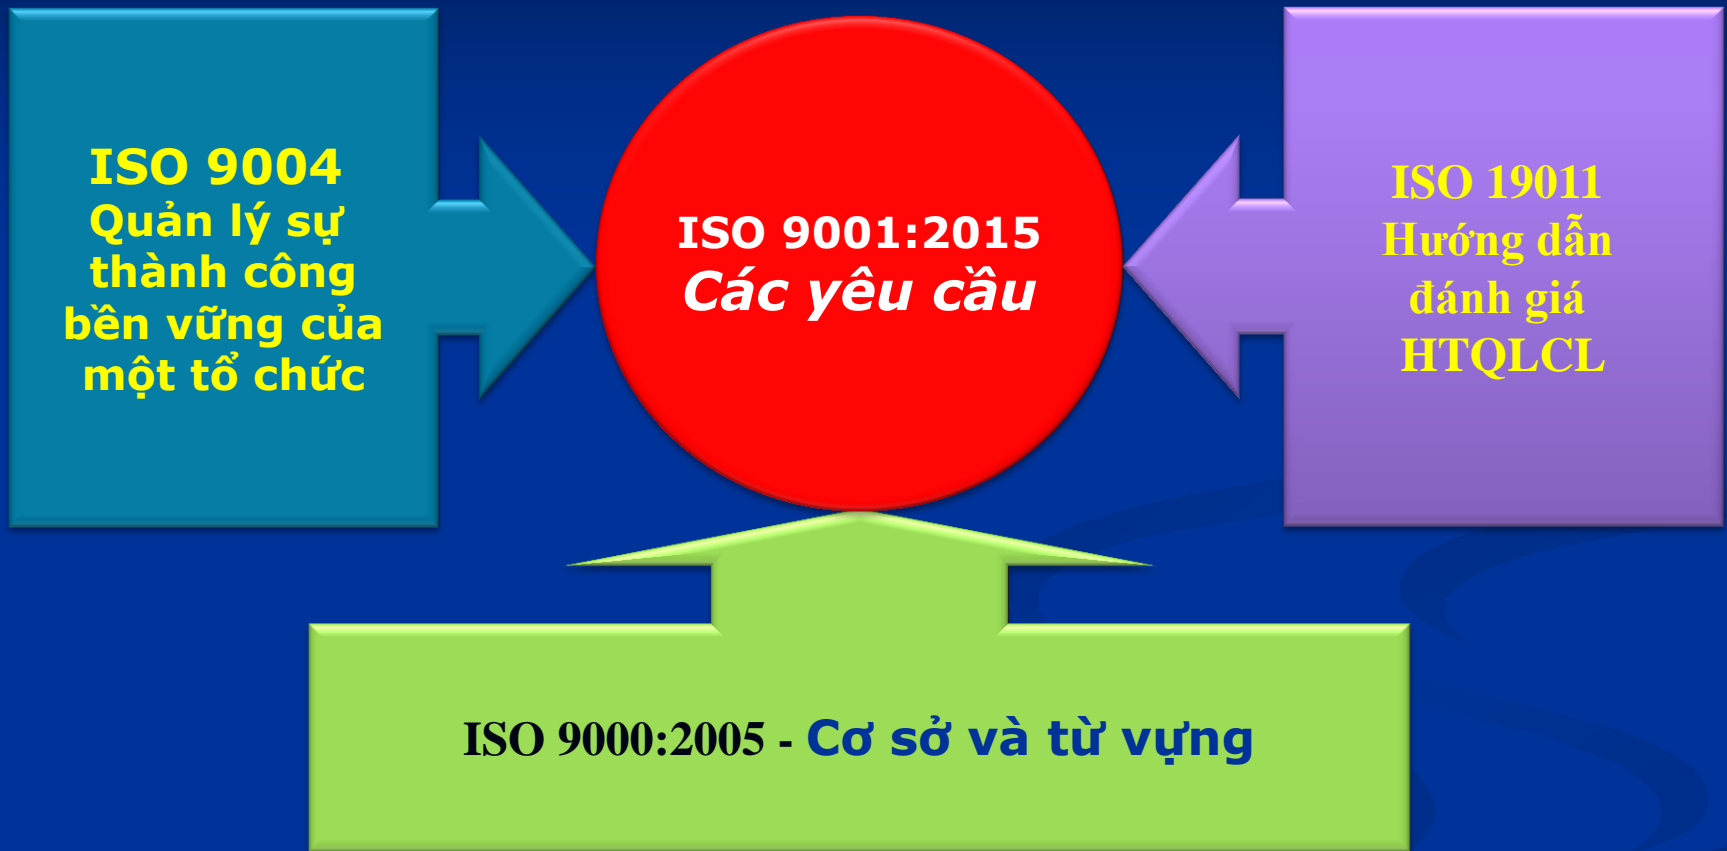 ISO 9004
Quản lý sự
thành công
bền vững của
một tổ chức
ISO 9001:2015
Các yêu cầu
ISO 19011
Hướng dẫn
đánh giá
HTQLCL
ISO 9000:2005 - Cơ sở và từ vựng